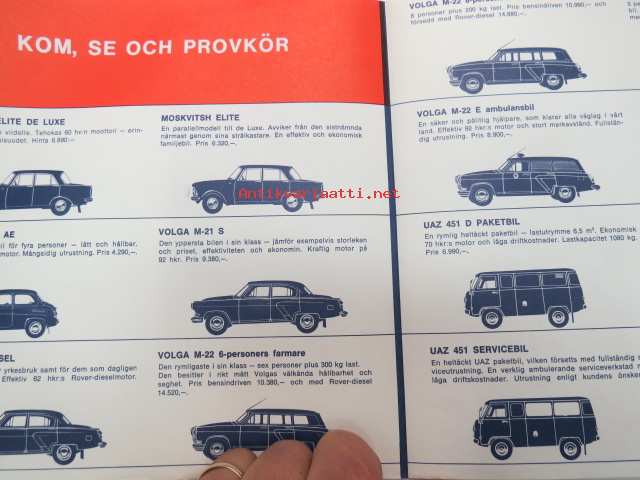 KOM, SE OCH PROVKÖR
ELITE DE LUXE
viidelle. Tehokas 60 hv:n moottori – erin-
Hinta 6.890:–
AE
bil för fyra personer – lätt och hållbar,
motor. Mångsidig utrustning. Pris 4.290,–.
yrkesbruk samt för dem som dagligen
Effektiv 62 hkr:s Rover-dieselmotor.
MOSKVITSH ELITE
En parallellmodell till de Luxe. Avviker från den sistnämnda
närmast genom sina strålkastare. En effektiv och ekonomisk
familjebil. Pris 6.390,–.
Antikvariaatti.net
VOLGA M-21 S
Den yppersta bilen i sin klass – jämför exempelvis storleken
och priset, effektiviteten och ekonomin. Kraftig motor på
92 hkr. Pris 9.380,–.
VOLGA M-22 6-personers farmare
Den rymligaste i sin klass – sex personer plus 300 kg last.
Den besitter i rikt mått Volgas välkända hållbarhet och
seghet. Pris bensindriven 10.380,– och med Rover-diesel
14.520,–.
VOLGA M-22
6 personer plus 200 kg last. Pris bensindriven 10.980,– och
försedd med Rover-diesel 14.880,–.
VOLGA M-22 E ambulansbil
En säker och pålitlig hjälpare, som klarar alla väglag i vårt
land. Effektiv 92 hkr:s motor och stort markavstånd. Fullstän-
dig utrustning. Pris 8.900,–.
UAZ 451 D PAKETBIL
En rymlig heltäckt paketbil – lastutrymme 6,5 m³. Ekonomisk
70 hkr:s motor och låga driftkostnader. Lastkapacitet 1080 kg.
Pris 6.990,–.
UAZ 451 SERVICEBIL
En heltäckt UAZ paketbil, vilken försetts med fullständig
viceutrustning. En verklig ambulerande serviceverkstad
låga driftskostnader. Utrustning enligt kundens önskem